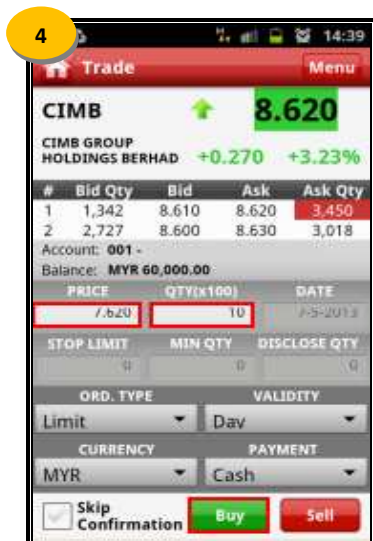 4
14:39
Trade Menu
CIMB 8.620
CIMB GROUP
HOLDINGS BERHAD +0.270 +3.23%
# Bid Qty Bid Ask Ask Qty
1 1,342 8.610 8.620 3,450
2 2,727 8.600 8.630 3,018
Account: 001 -
Balance: MYR 60,000.00
PRICE QTY(x100) DATE
7.620 10 7-5-2013
STOP LIMIT MIN QTY DISCLOSE QTY
0 0 0
ORD. TYPE VALIDITY
Limit Day
CURRENCY PAYMENT
MYR Cash
Skip
Confirmation Buy Sell